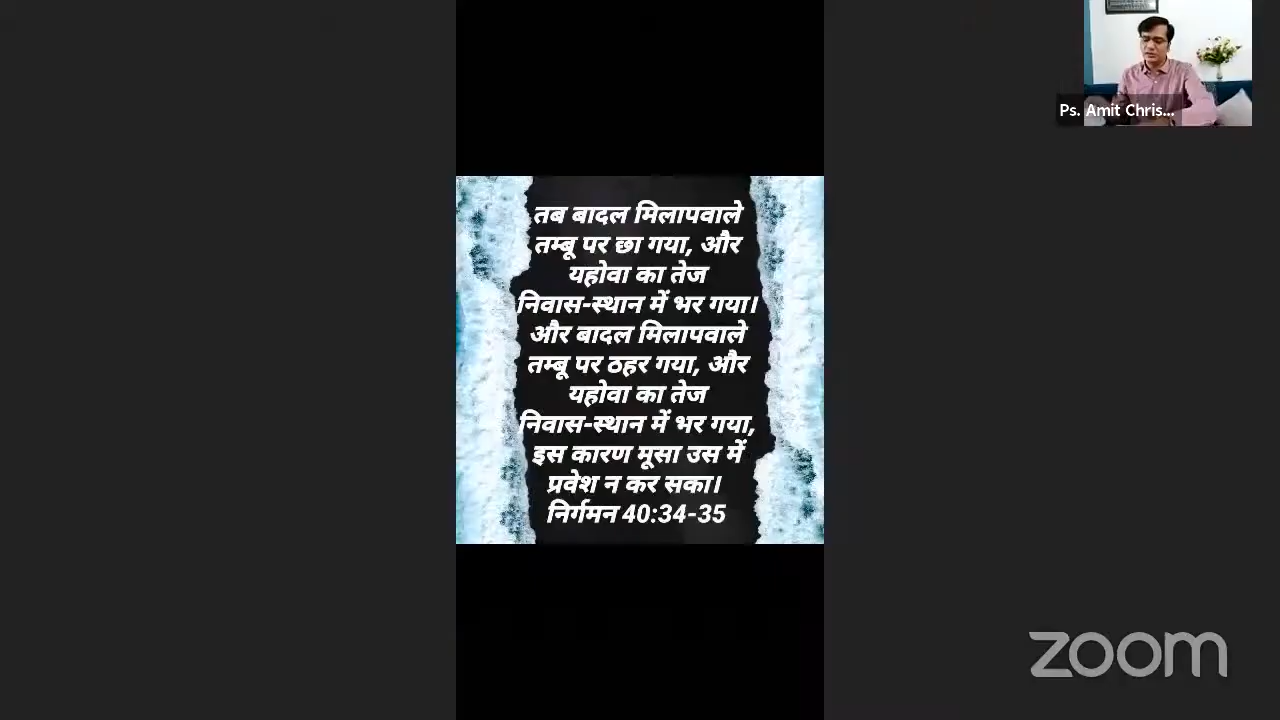 Ps. Amit Chris...
तब बादल मिलापवाले
तम्बू पर छा गया, और
यहोवा का तेज
निवास-स्थान में भर गया।
और बादल मिलापवाले
तम्बू पर ठहर गया, और
यहोवा का तेज
निवास-स्थान में भर गया,
इस कारण मूसा उस में
प्रवेश न कर सका।
निर्गमन 40:34-35
zoom